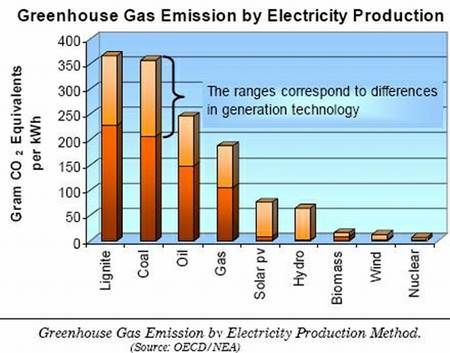 Greenhouse Gas Emission by Electricity Production
Gram CO2 Equivalents
per kWh
400
350
300
250
200
150
100
50
0
The ranges correspond to differences
in generation technology
Lignite
Coal
Oil
Gas
Solar pv
Hydro
Biomass
Wind
Nuclear
Greenhouse Gas Emission by Electricity Production Method.
(Source: OECD/NEA)